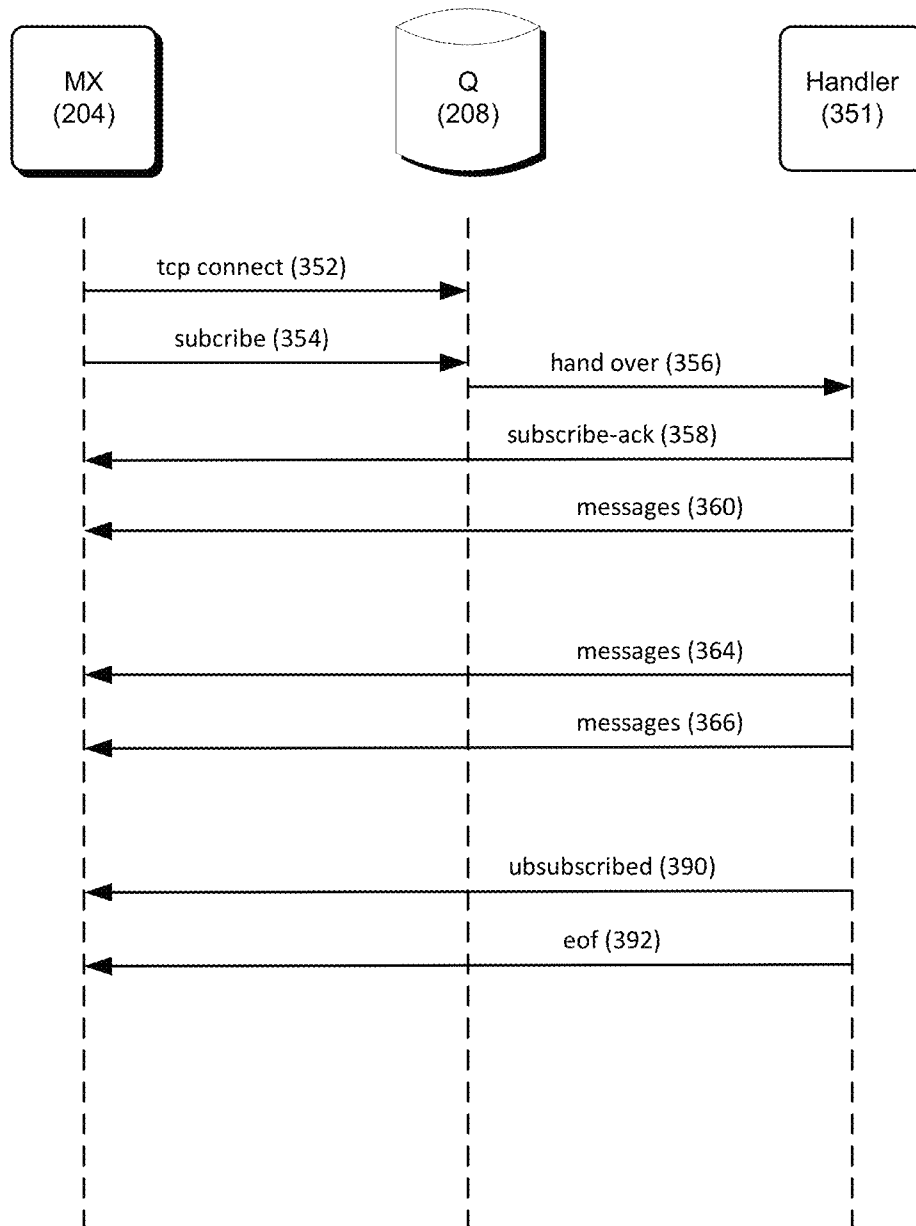 MX
(204)
Q
(208)
Handler
(351)
tcp connect (352)
subcribe (354)
hand over (356)
subscribe-ack (358)
messages (360)
messages (364)
messages (366)
ubsubscribed (390)
eof (392)